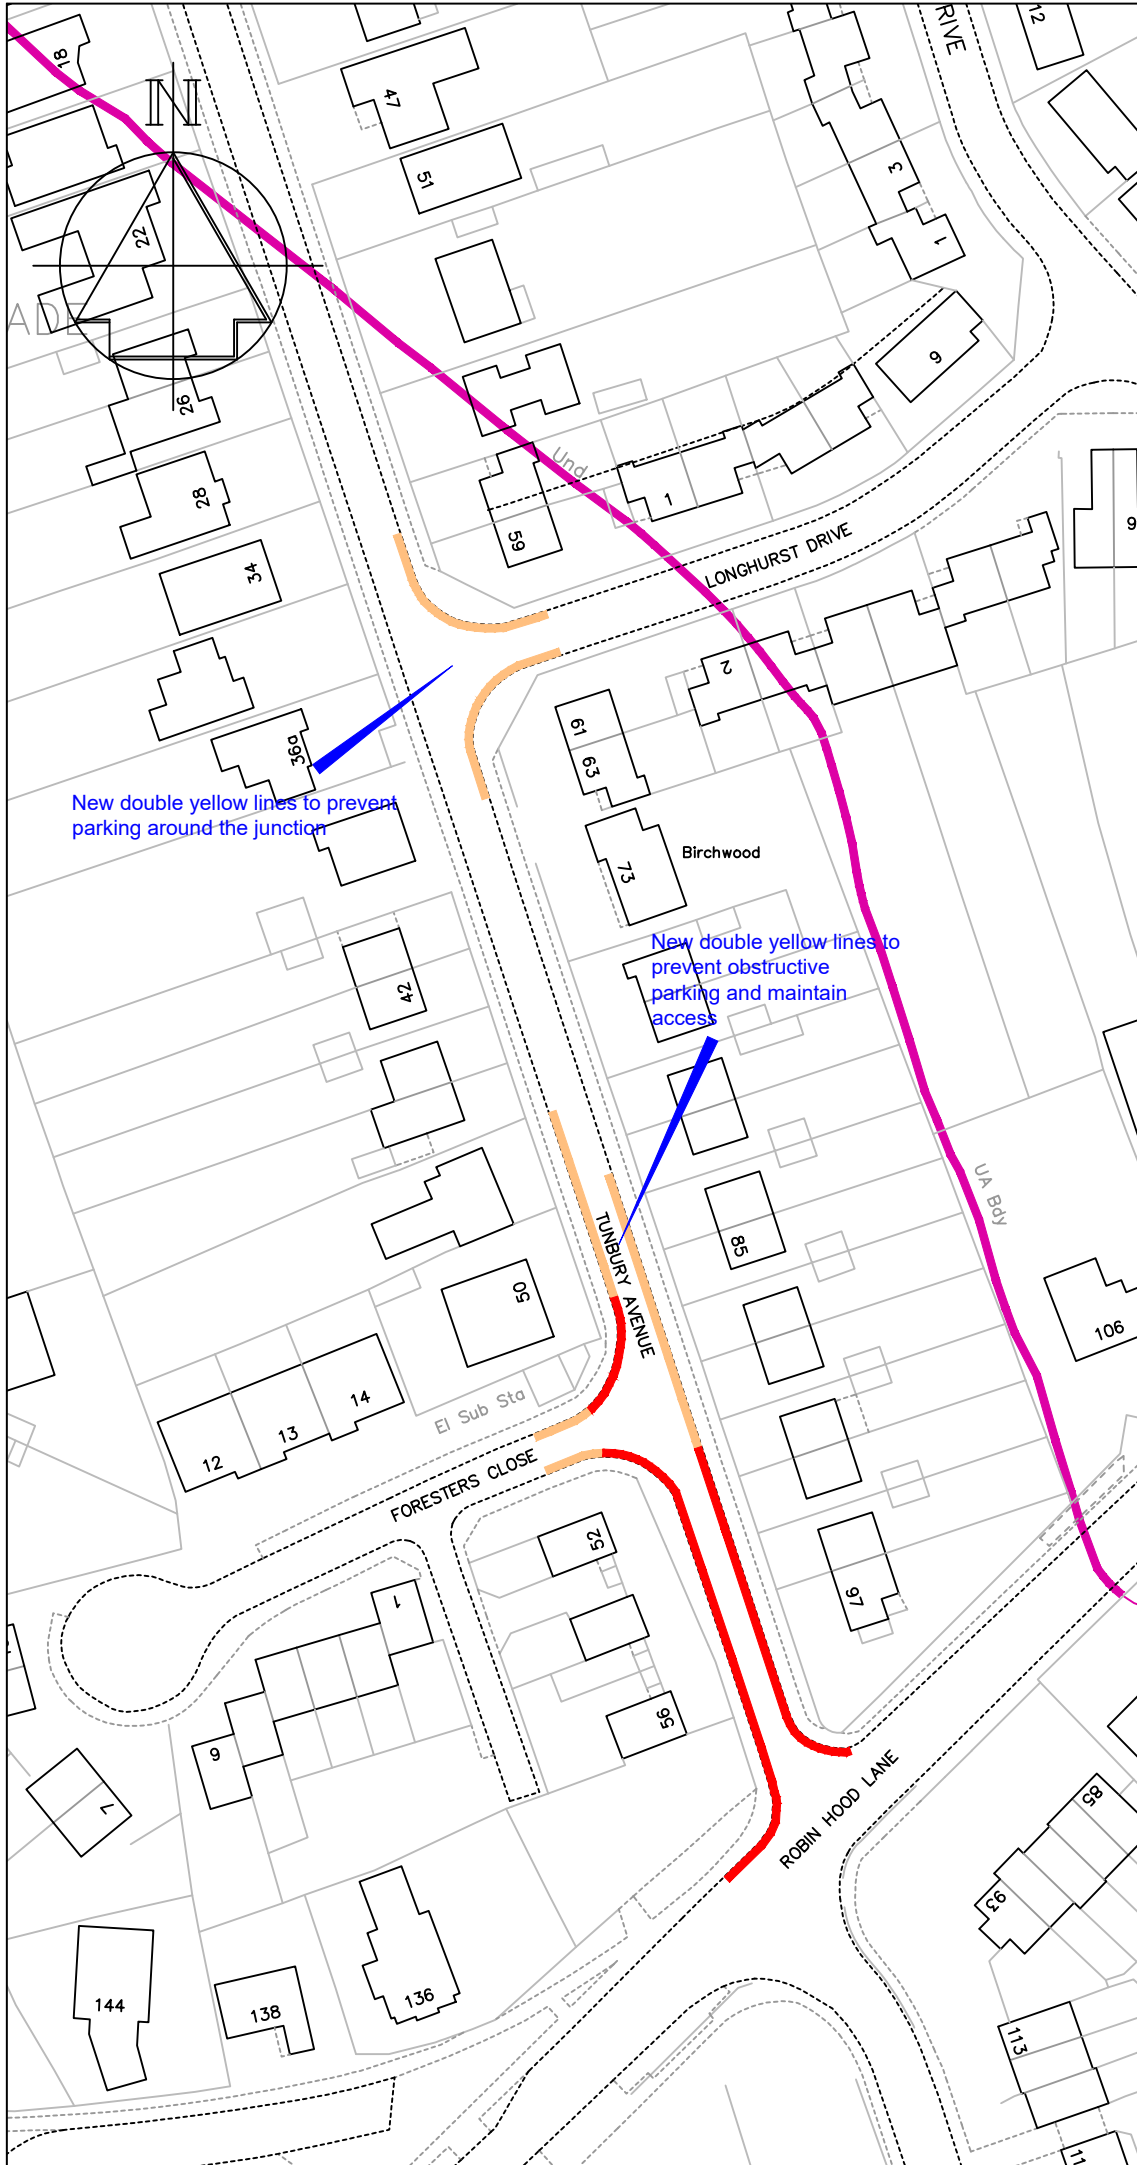 18
N
47
12
RIVE
51
3
1
22
ADE
9
26
Und
28
1
59
LONGHURST DRIVE
9
34
2
61
36a
63
New double yellow lines to prevent
parking around the junction
73
Birchwood
New double yellow lines to
prevent obstructive
parking and maintain
access
42
UA Bdy
85
TUNBURY AVENUE
50
106
14
El Sub Sta
13
12
FORESTERS CLOSE
52
97
1
56
6
ROBIN HOOD LANE
7
85
93
136
144
138
113
11